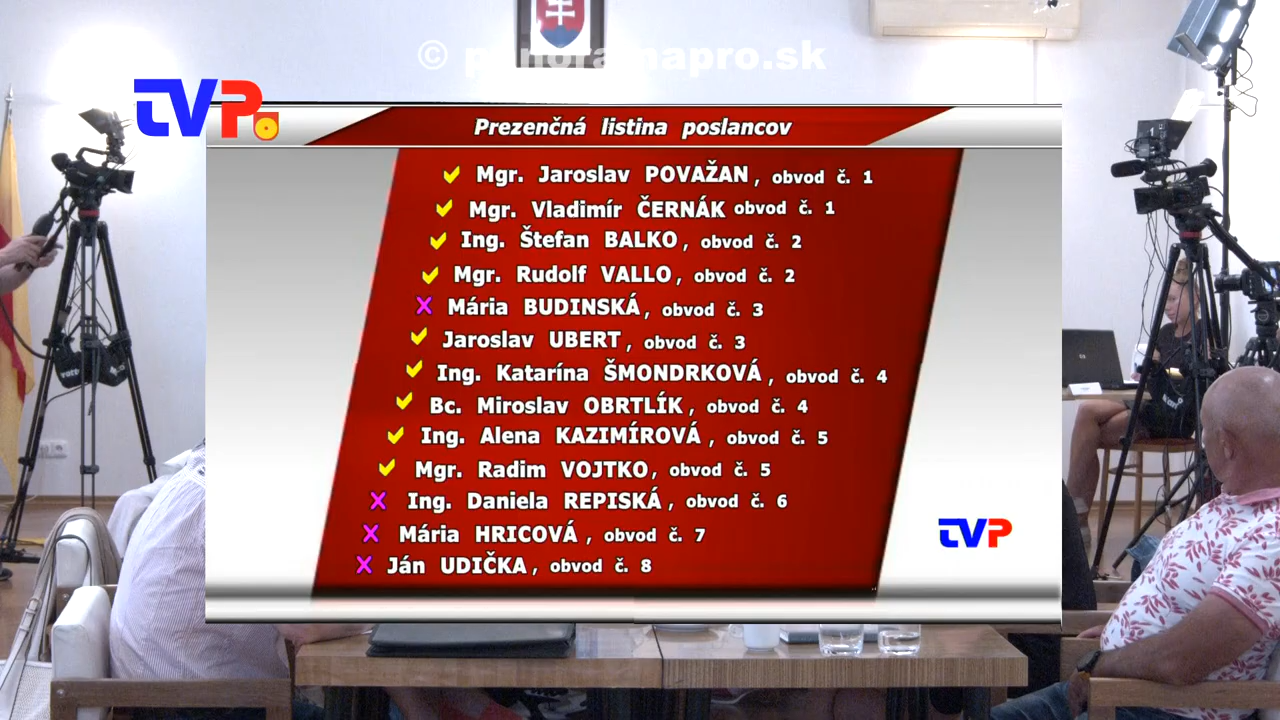 © panoramapro.sk
TVP
Prezenčná listina poslancov
Mgr. Jaroslav POVAŽAN, obvod č. 1
Mgr. Vladimír ČERNÁK obvod č. 1
Ing. Štefan BALKO, obvod č. 2
Mgr. Rudolf VALLO, obvod č. 2
X Mária BUDINSKÁ, obvod č. 3
Jaroslav UBERT, obvod č. 3
Ing. Katarína ŠMONDRKOVÁ, obvod č. 4
Bc. Miroslav OBRTLÍK, obvod č. 4
Ing. Alena KAZIMÍROVÁ, obvod č. 5
Mgr. Radim VOJTKO, obvod č. 5
X Ing. Daniela REPISKÁ, obvod č. 6
X Mária HRICOVÁ, obvod č. 7
X Ján UDIČKA, obvod č. 8
TVP